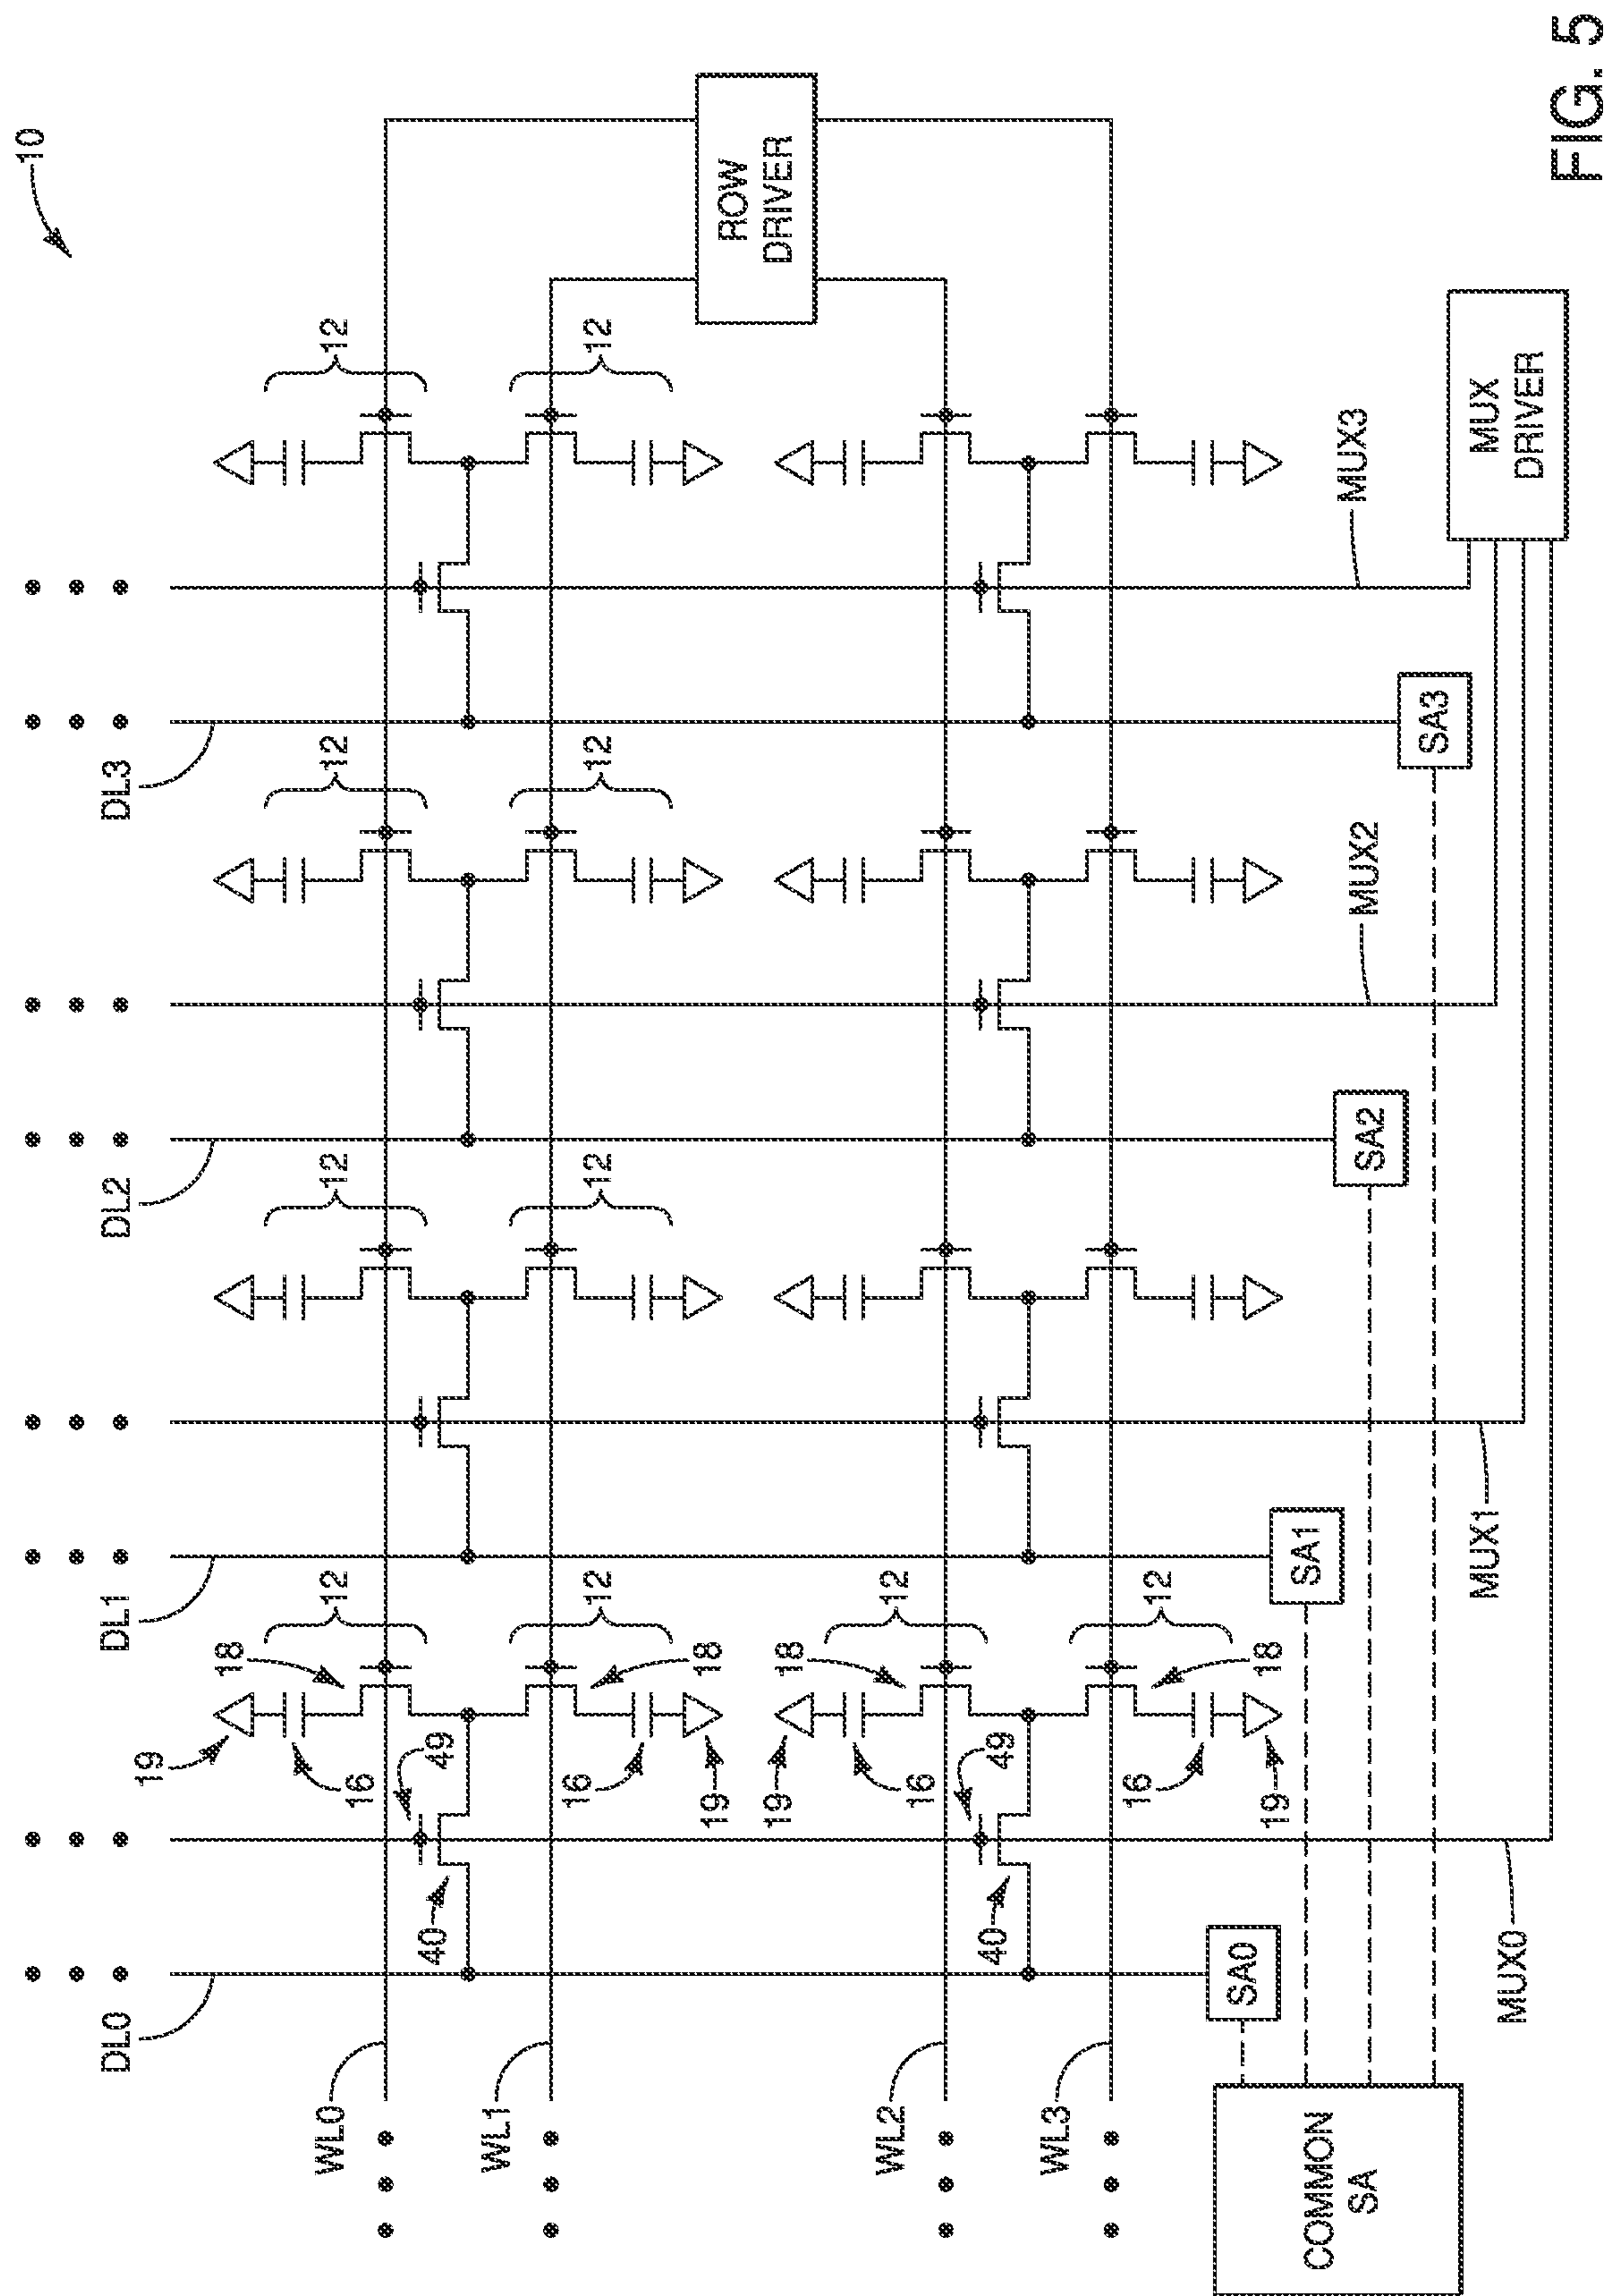 10
DL0
DL1
DL2
DL3
WL0
WL1
WL2
WL3
19
18
12
12
12
12
16
49
40
16
18
12
12
12
12
19
19
18
12
16
49
40
16
18
12
19
ROW
DRIVER
COMMON
SA
SA0
SA1
SA2
SA3
MUX0
MUX1
MUX2
MUX3
MUX
DRIVER
FIG. 5